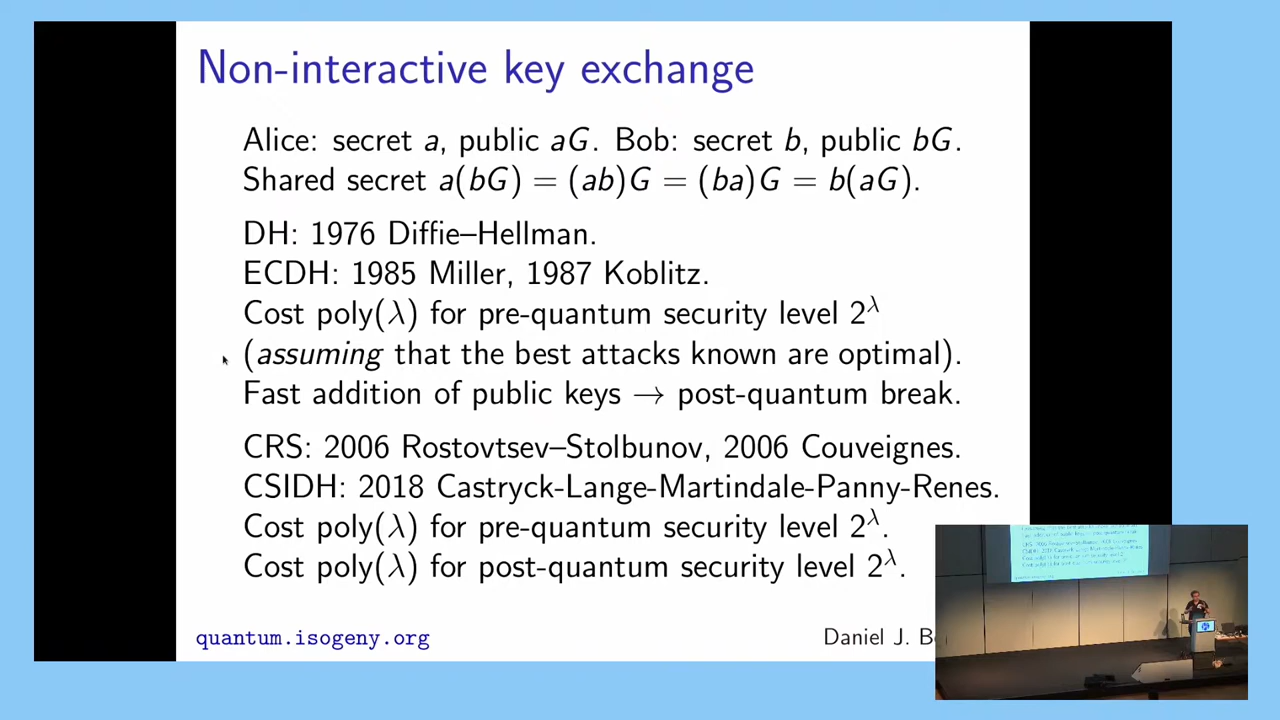 Non-interactive key exchange
Alice: secret a, public aG. Bob: secret b, public bG.
Shared secret a(bG) = (ab)G = (ba)G = b(aG).
DH: 1976 Diffie–Hellman.
ECDH: 1985 Miller, 1987 Koblitz.
Cost poly(λ) for pre-quantum security level 2^λ
(assuming that the best attacks known are optimal).
Fast addition of public keys → post-quantum break.
CRS: 2006 Rostovtsev–Stolbunov, 2006 Couveignes.
CSIDH: 2018 Castryck-Lange-Martindale-Panny-Renes.
Cost poly(λ) for pre-quantum security level 2^λ.
Cost poly(λ) for post-quantum security level 2^λ.
quantum.isogeny.org
Daniel J.